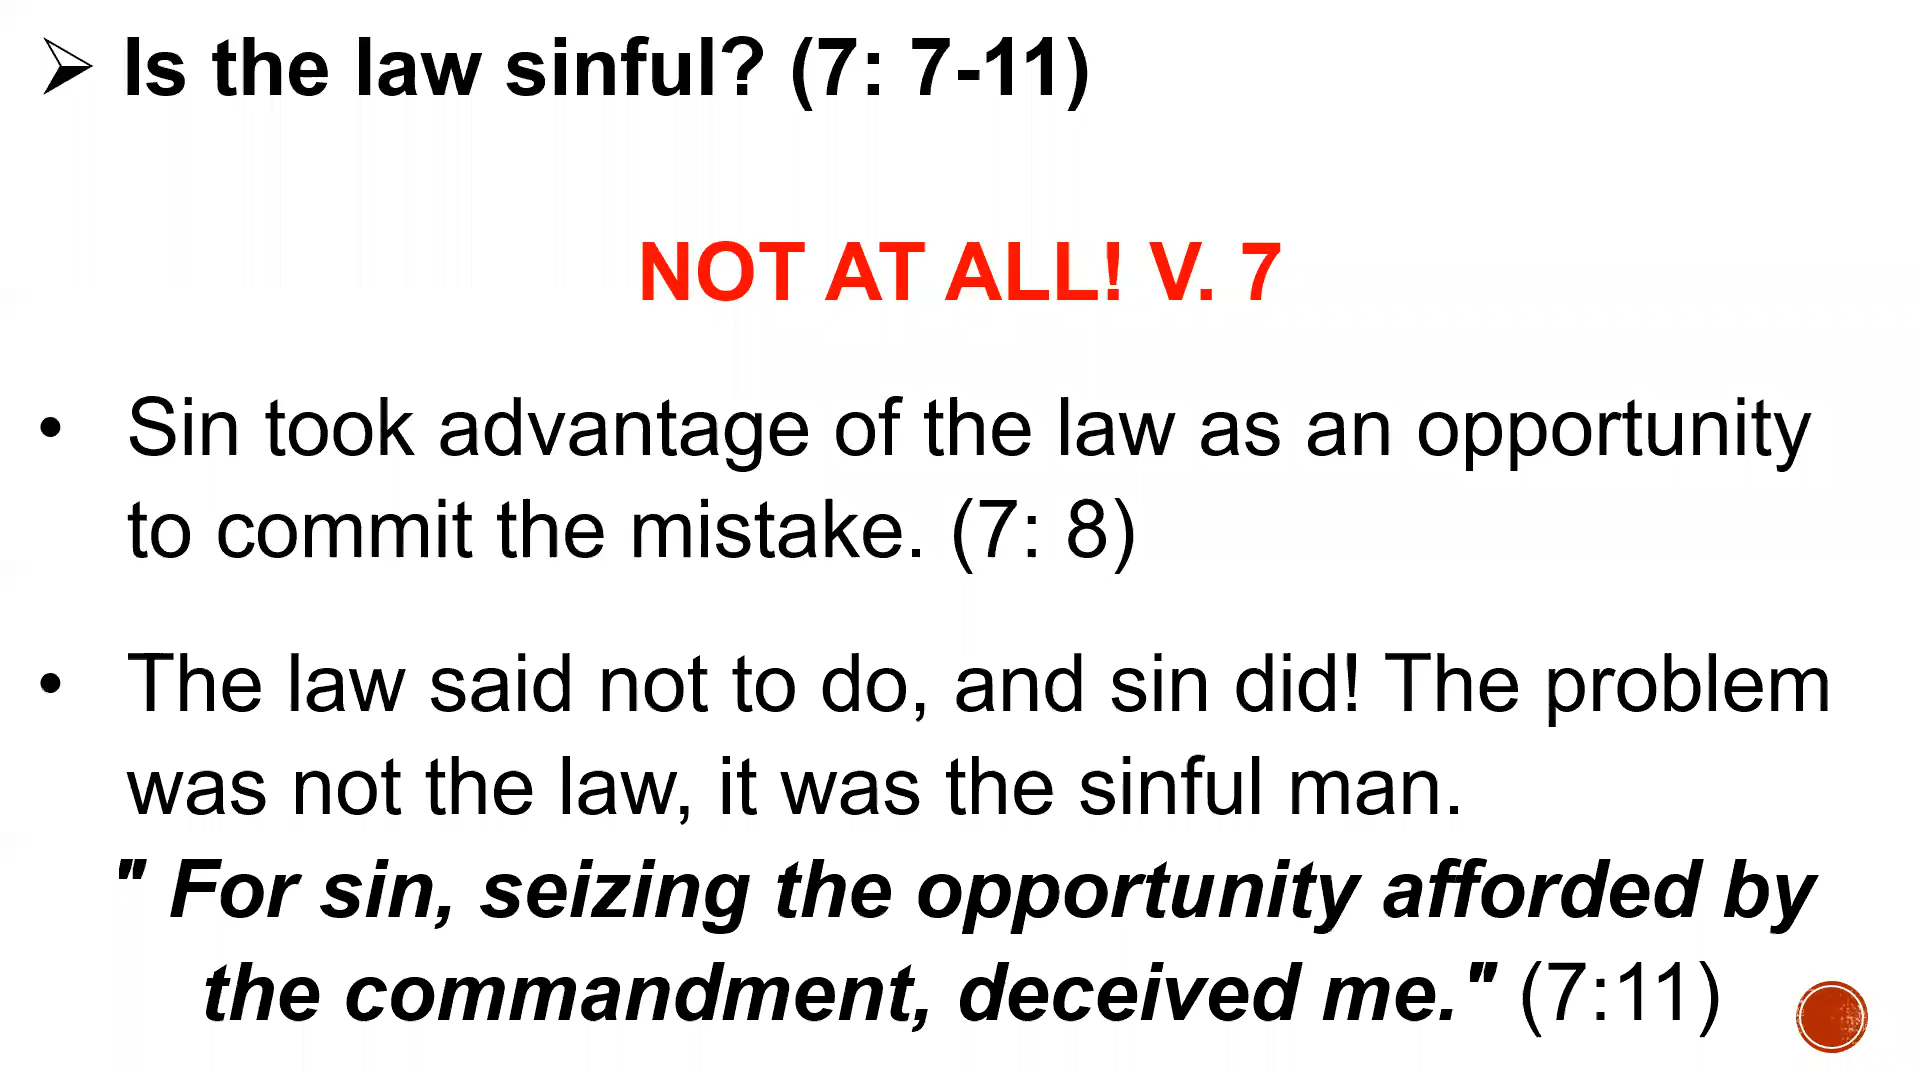 ➢ Is the law sinful? (7: 7-11)
NOT AT ALL! V. 7
• Sin took advantage of the law as an opportunity
to commit the mistake. (7: 8)
• The law said not to do, and sin did! The problem
was not the law, it was the sinful man.
" For sin, seizing the opportunity afforded by
the commandment, deceived me." (7:11)